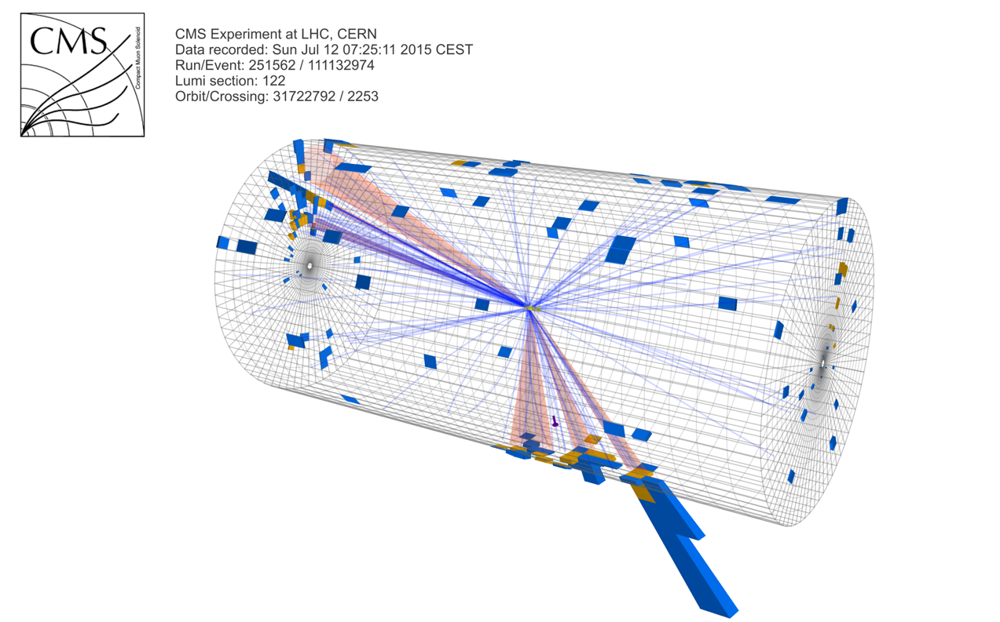 CMS
Compact Muon Solenoid
CMS Experiment at LHC, CERN
Data recorded: Sun Jul 12 07:25:11 2015 CEST
Run/Event: 251562 / 111132974
Lumi section: 122
Orbit/Crossing: 31722792 / 2253